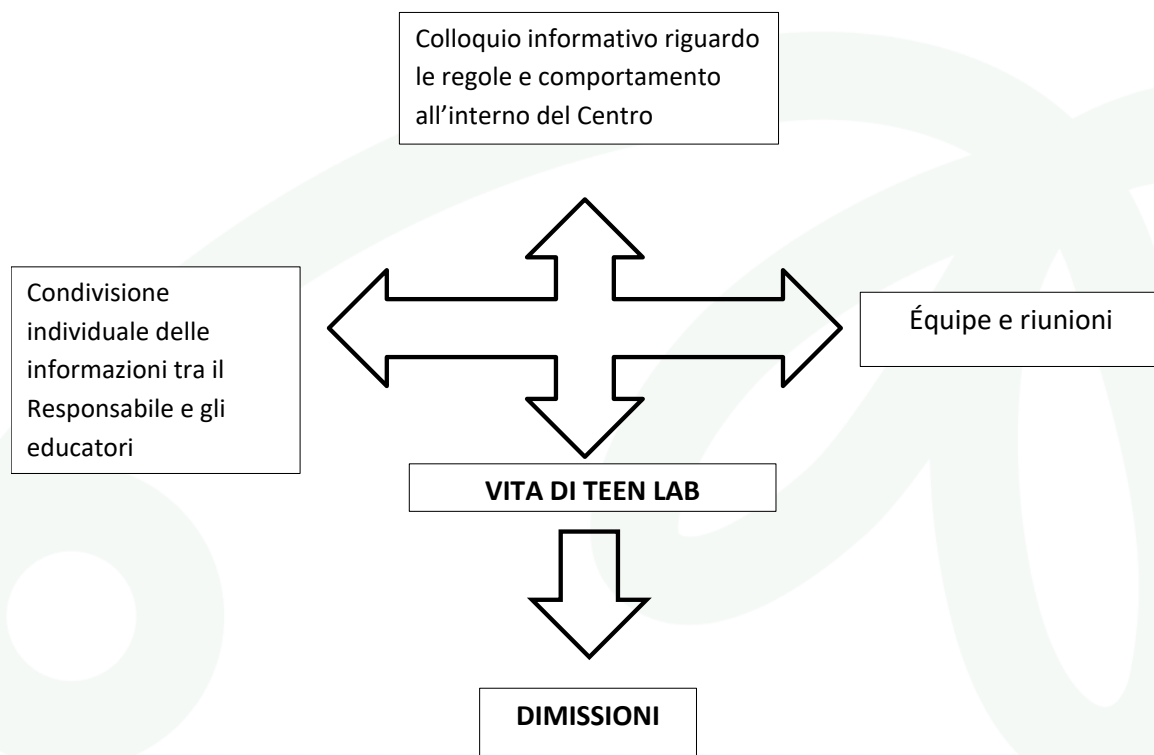 Colloquio informativo riguardo
le regole e comportamento
all’interno del Centro
Condivisione
individuale delle
informazioni tra il
Responsabile e gli
educatori
Équipe e riunioni
VITA DI TEEN LAB
DIMISSIONI